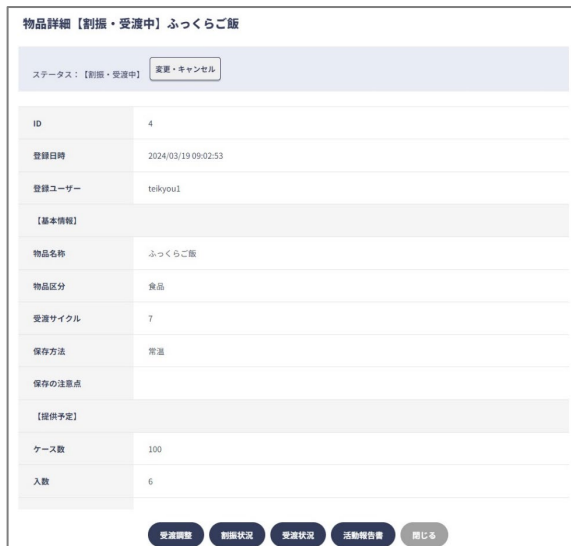 物品詳細【割振・受渡中】ふっくらご飯
ステータス：【割振・受渡中】 変更・キャンセル
ID 4
登録日時 2024/03/19 09:02:53
登録ユーザー teikyou1
【基本情報】
物品名称 ふっくらご飯
物品区分 食品
受渡サイクル 7
保存方法 常温
保存の注意点
【提供予定】
ケース数 100
入数 6
受渡調整 割振状況 受渡状況 活動報告書 閉じる